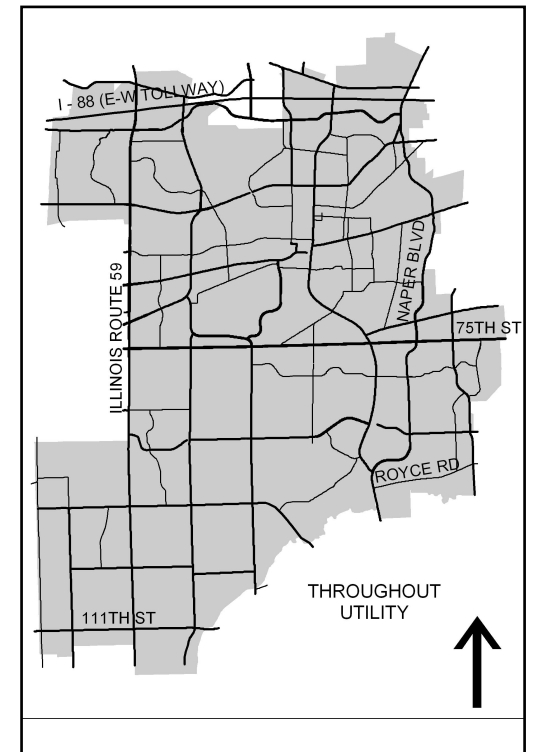 I - 88 (E-W TOLLWAY)
ILLINOIS ROUTE 59
NAPER BLVD
75TH ST
ROYCE RD
THROUGHOUT
UTILITY
111TH ST